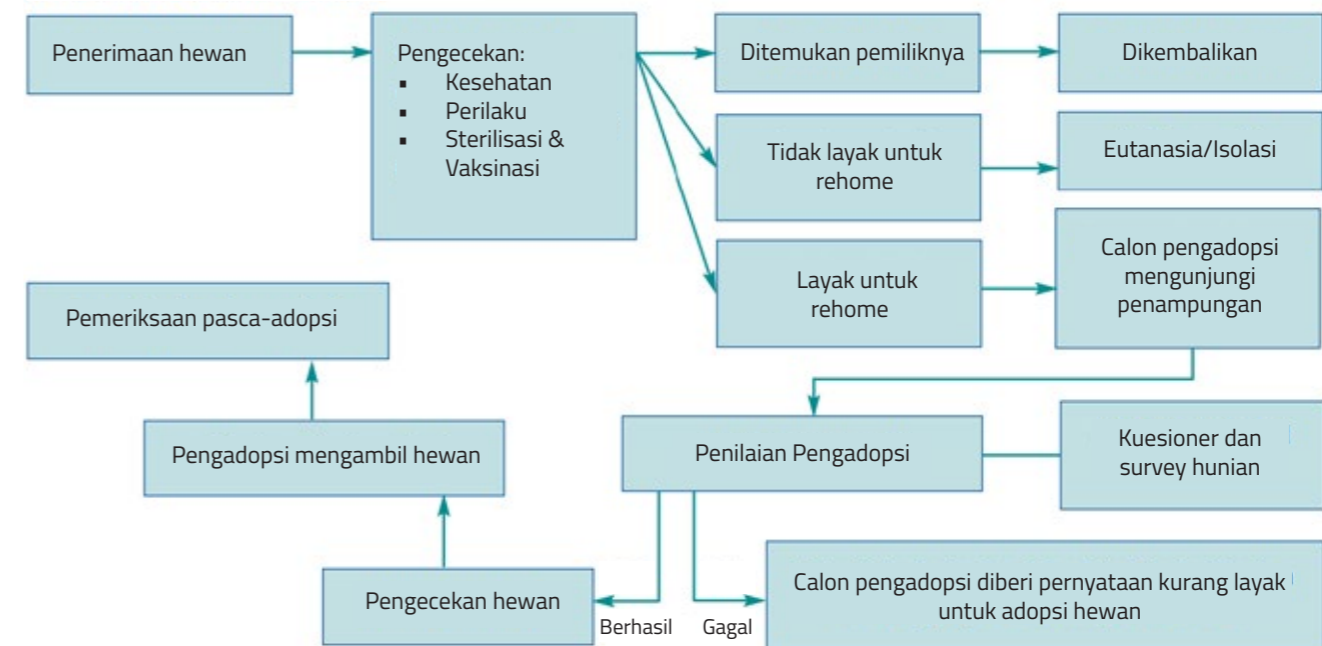 Penerimaan hewan
Pengecekan:
▪ Kesehatan
▪ Perilaku
▪ Sterilisasi &
Vaksinasi
Ditemukan pemiliknya
Dikembalikan
Tidak layak untuk
rehome
Eutanasia/Isolasi
Layak untuk
rehome
Calon pengadopsi
mengunjungi
penampungan
Penilaian Pengadopsi
Kuesioner dan
survey hunian
Berhasil
Gagal
Calon pengadopsi diberi pernyataan kurang layak
untuk adopsi hewan
Pengecekan hewan
Pengadopsi mengambil hewan
Pemeriksaan pasca-adopsi